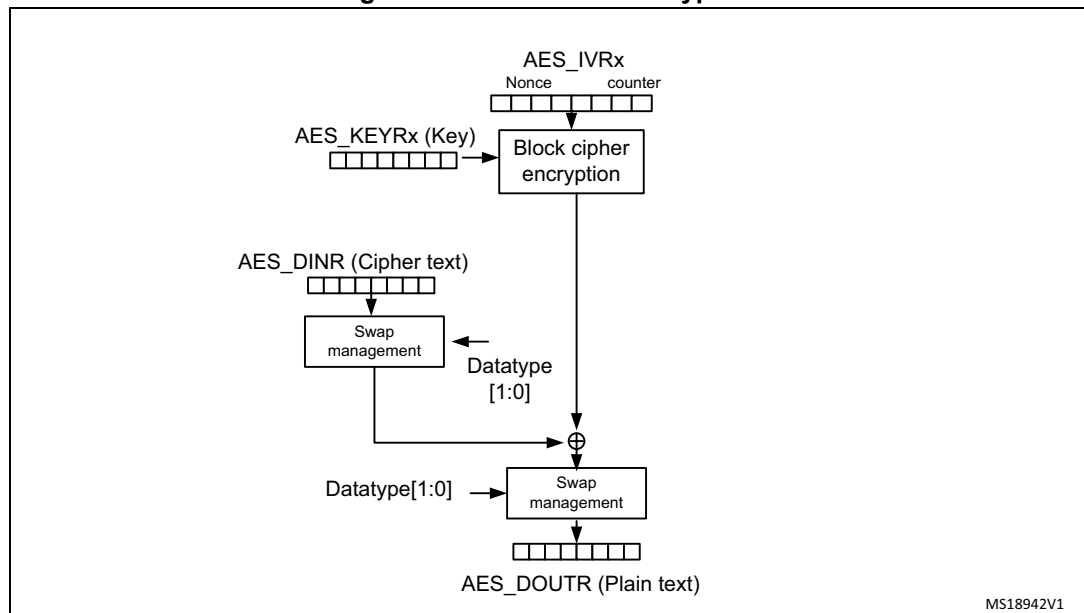 AES_IVRx
Nonce counter
AES_KEYRx (Key)
Block cipher
encryption
AES_DINR (Cipher text)
Swap
management
Datatype
[1:0]
Datatype[1:0]
Swap
management
AES_DOUTR (Plain text)
MS18942V1